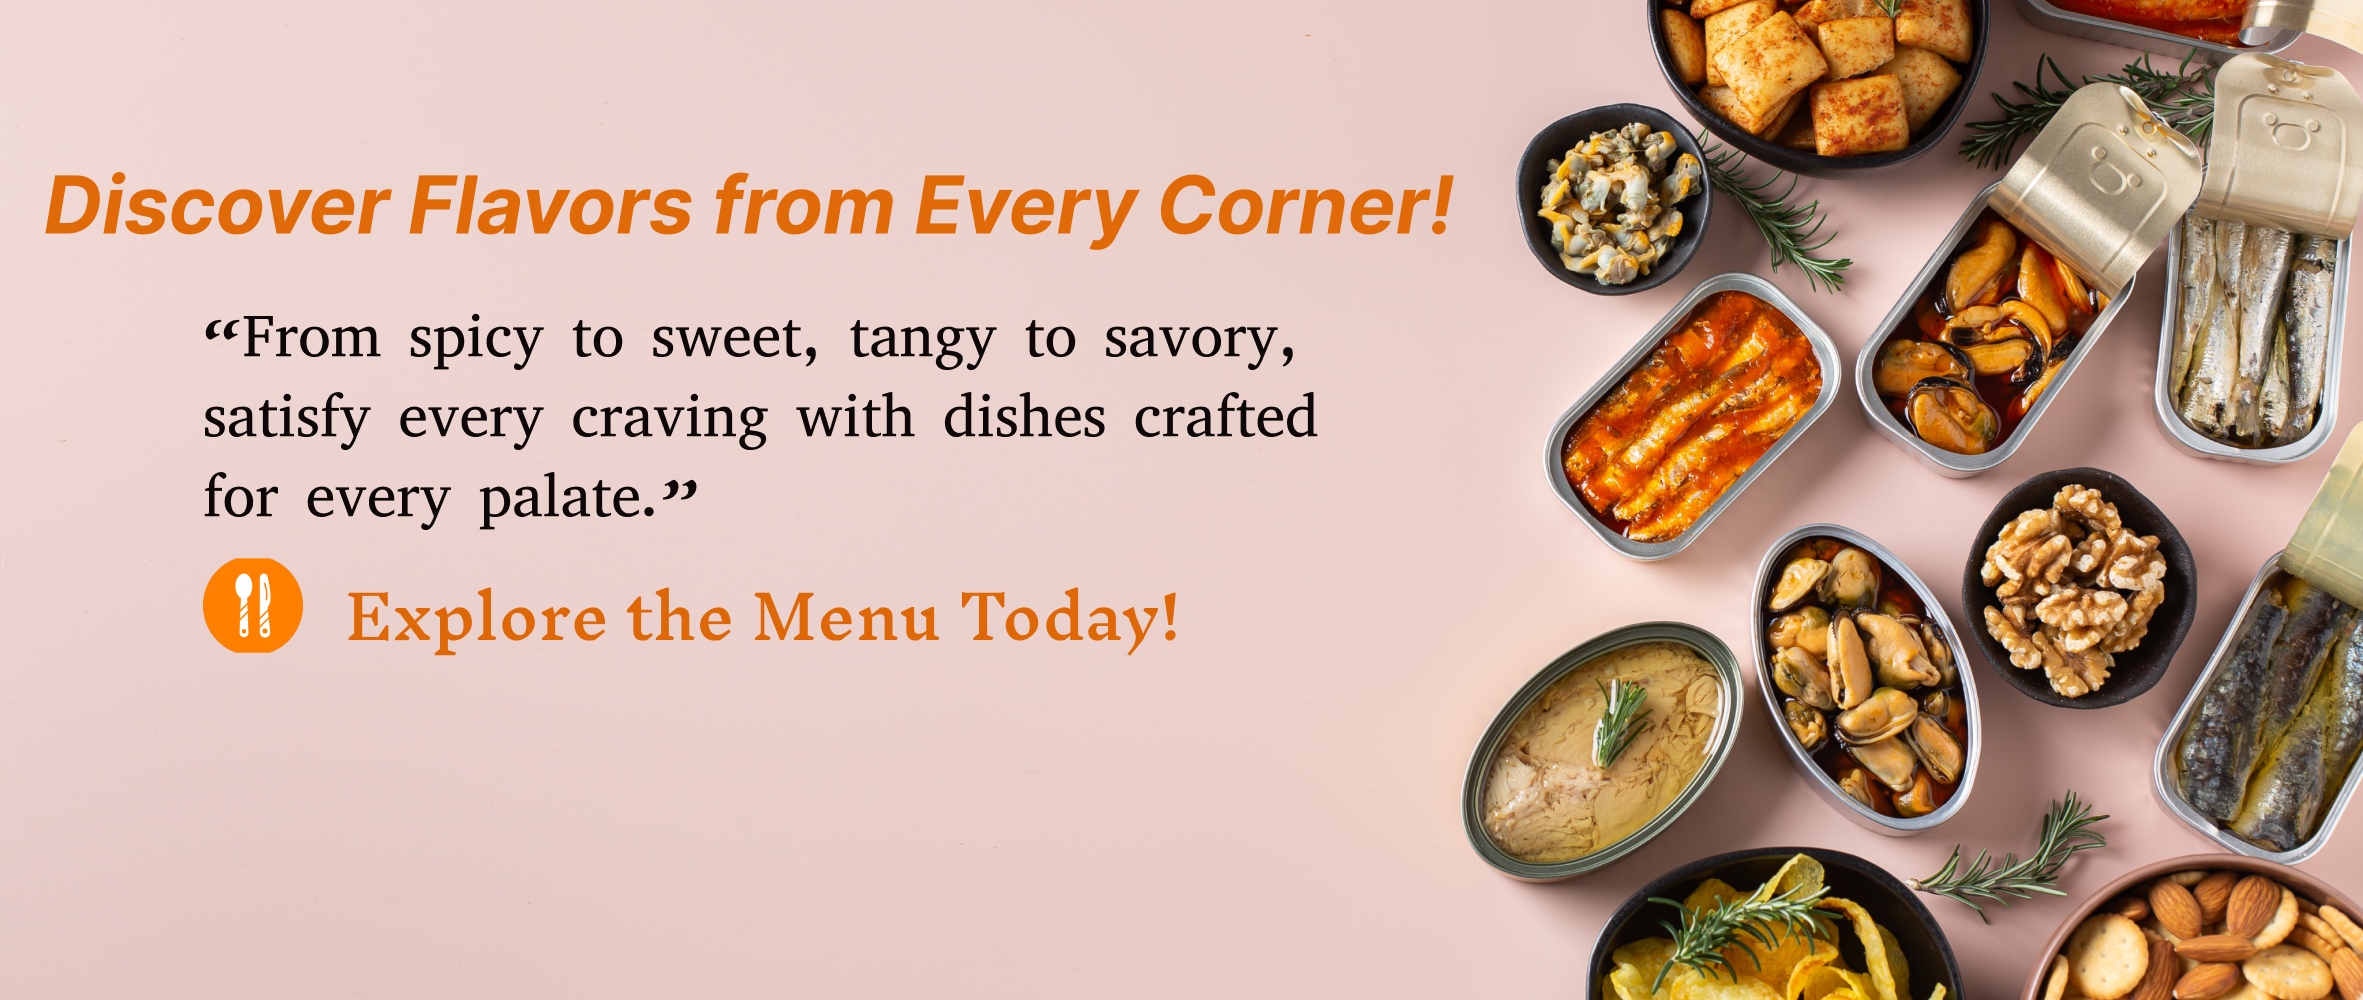 Discover Flavors from Every Corner!
“From spicy to sweet, tangy to savory,
satisfy every craving with dishes crafted
for every palate.”
Explore the Menu Today!